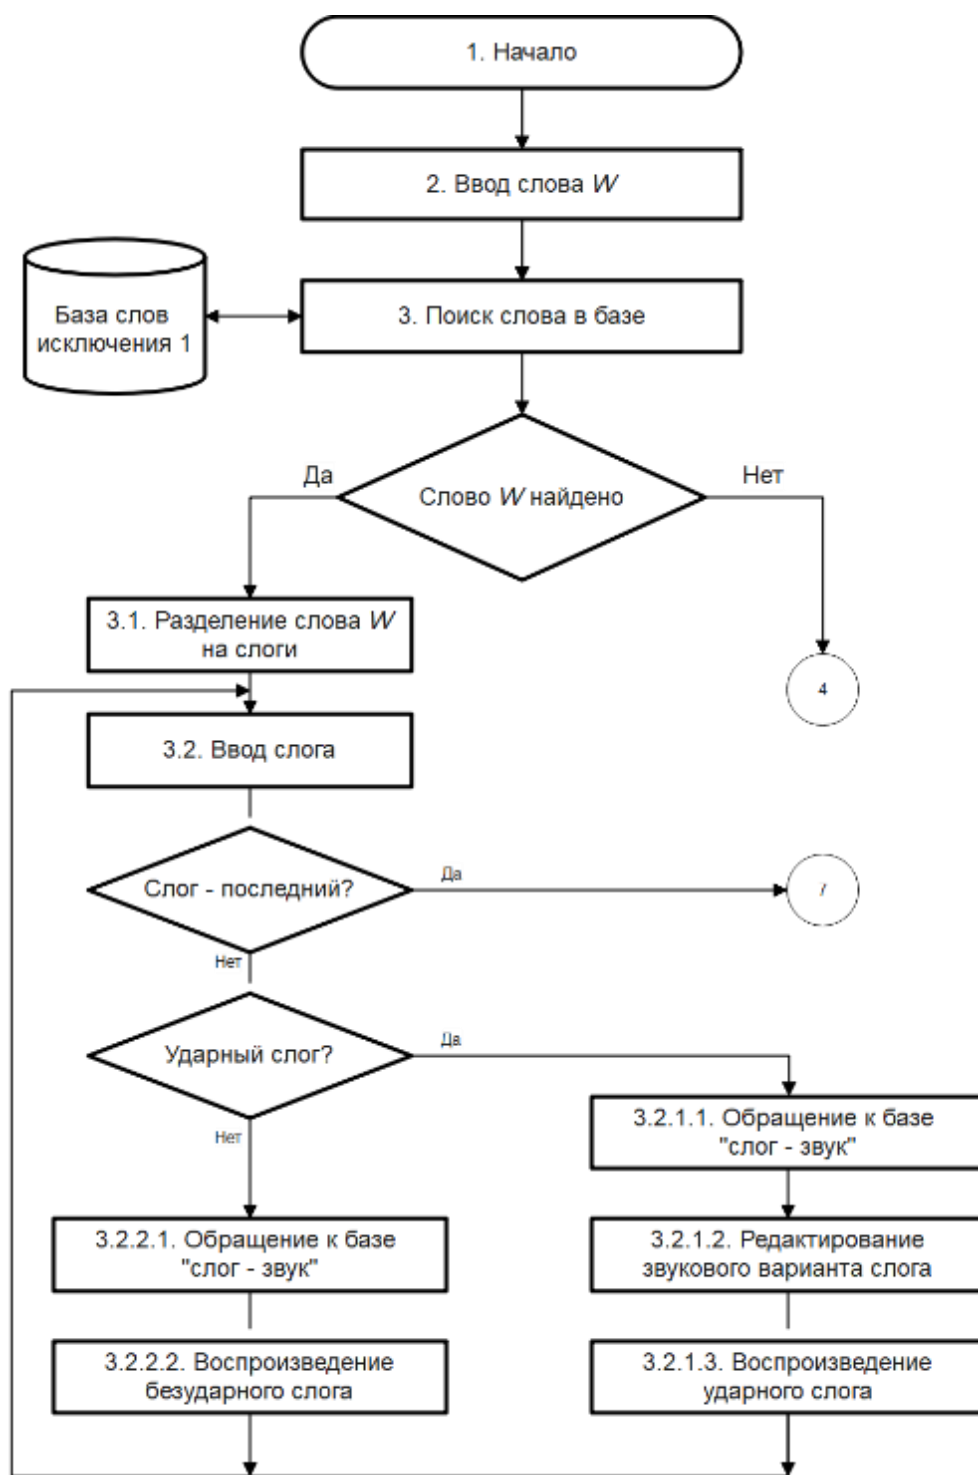 1. Начало
2. Ввод слова W
База слов
исключения 1
3. Поиск слова в базе
Да
Нет
Слово W найдено
3.1. Разделение слова W
на слоги
4
3.2. Ввод слога
Слог - последний?
Да
7
Нет
Ударный слог?
Да
Нет
3.2.1.1. Обращение к базе
"слог - звук"
3.2.2.1. Обращение к базе
"слог - звук"
3.2.1.2. Редактирование
звукового варианта слога
3.2.2.2. Воспроизведение
безударного слога
3.2.1.3. Воспроизведение
ударного слога